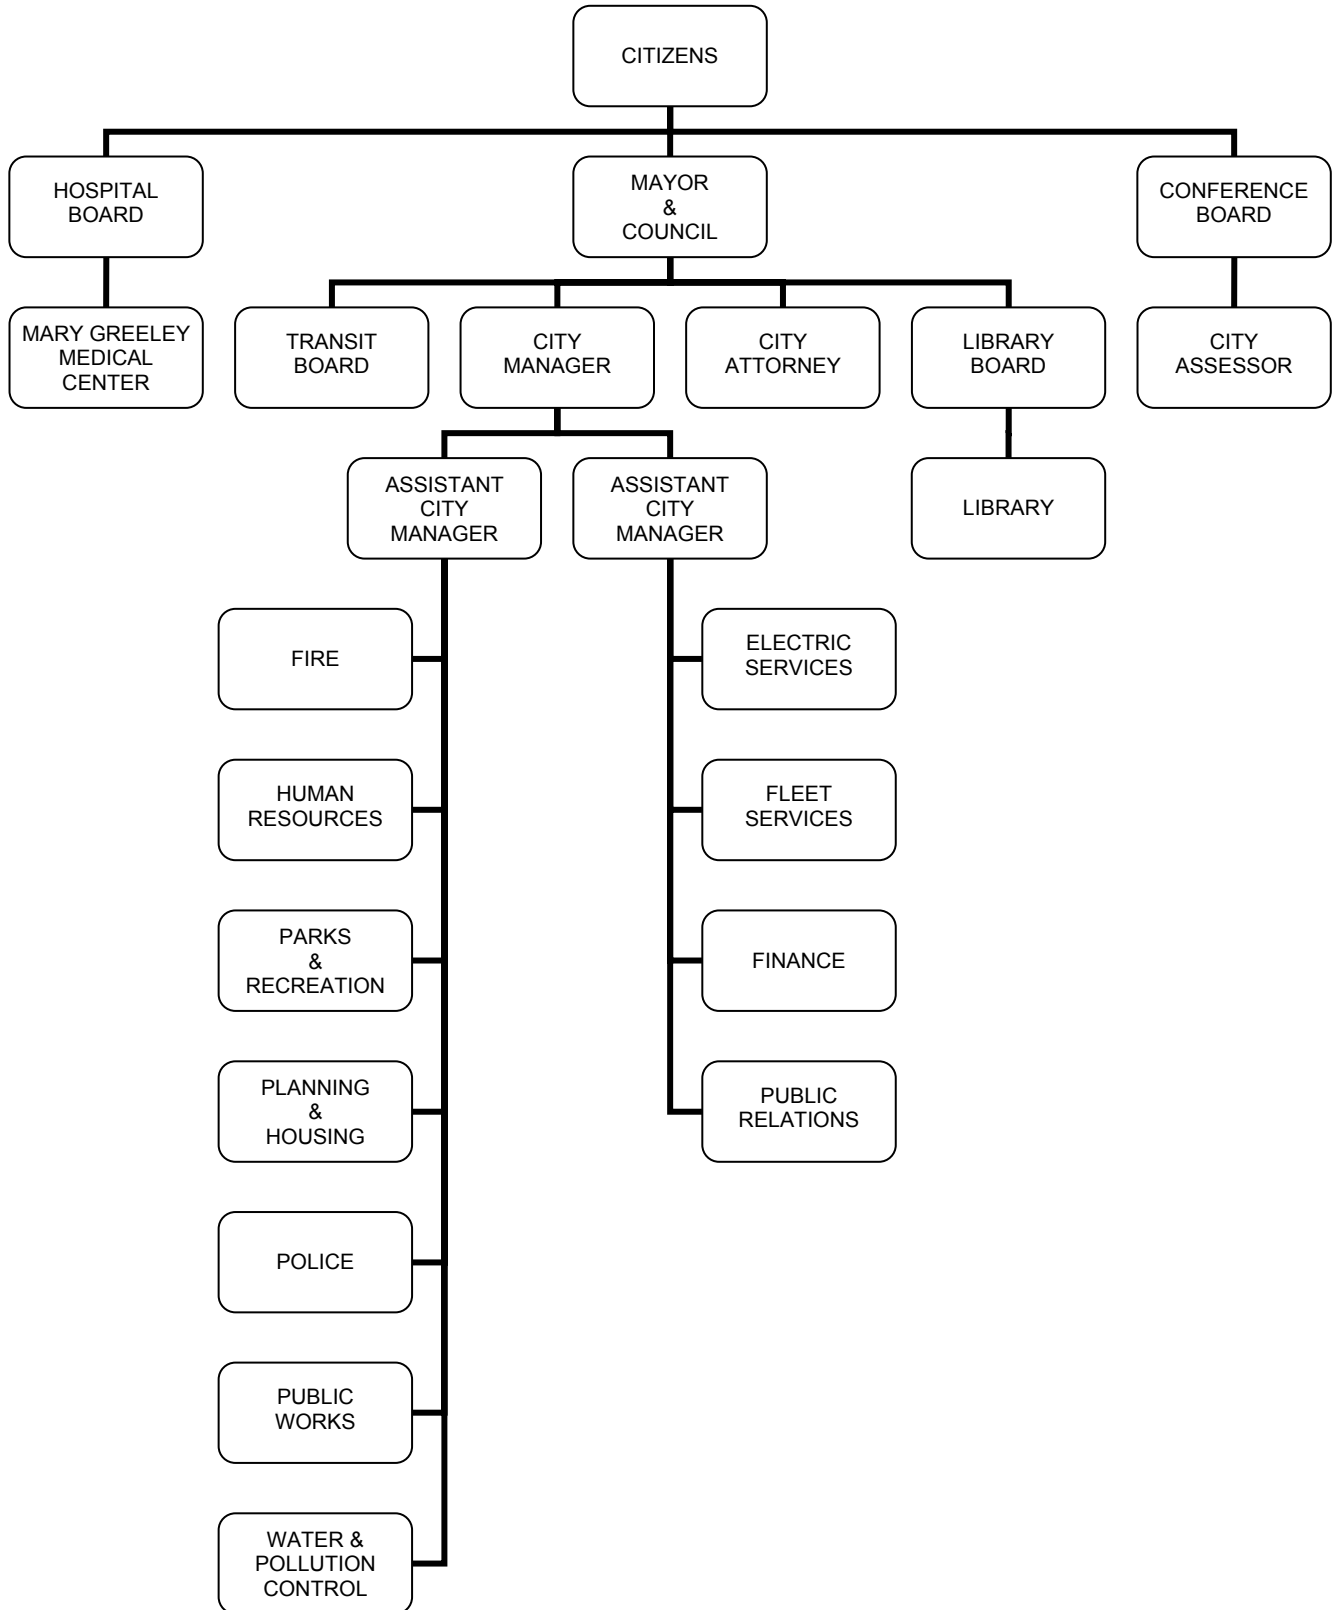 CITIZENS
HOSPITAL
BOARD
MAYOR
&
COUNCIL
CONFERENCE
BOARD
MARY GREELEY
MEDICAL
CENTER
TRANSIT
BOARD
CITY
MANAGER
CITY
ATTORNEY
LIBRARY
BOARD
CITY
ASSESSOR
ASSISTANT
CITY
MANAGER
ASSISTANT
CITY
MANAGER
LIBRARY
FIRE
ELECTRIC
SERVICES
HUMAN
RESOURCES
FLEET
SERVICES
PARKS
&
RECREATION
FINANCE
PLANNING
&
HOUSING
PUBLIC
RELATIONS
POLICE
PUBLIC
WORKS
WATER &
POLLUTION
CONTROL